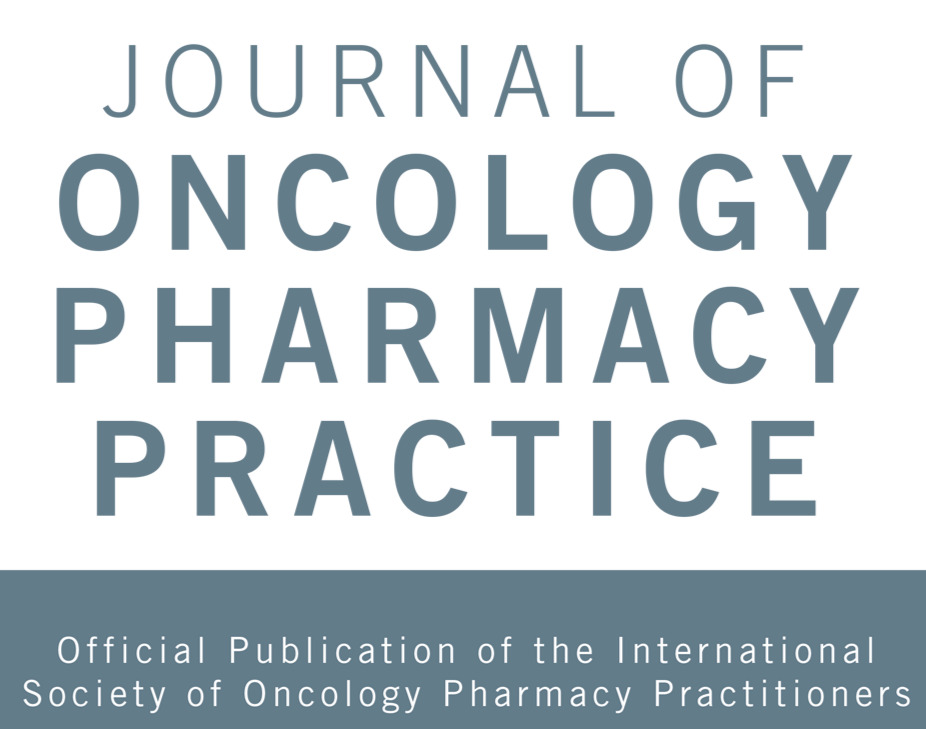 JOURNAL OF
ONCOLOGY
PHARMACY
PRACTICE
Official Publication of the International
Society of Oncology Pharmacy Practitioners